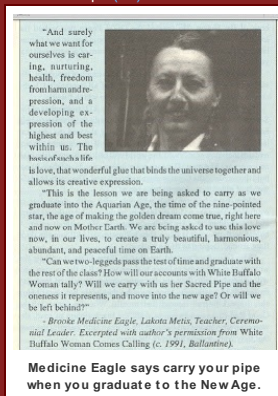 "And surely
what we want for
ourselves is car-
ing, nurturing,
health, freedom
from harm and re-
pression, and a
developing ex-
pression of the
highest and best
within us. The
basis of such a life
is love, that wonderful glue that binds the universe together and
allows its creative expression.
"This is the lesson we are being asked to carry as we
graduate into the Aquarian Age, the time of the nine-pointed
star, the age of making the golden dream come true, right here
and now on Mother Earth. We are being asked to use this love
now, in our lives, to create a truly beautiful, harmonious,
abundant, and peaceful time on Earth.
"Can we two-leggeds pass the test of time and graduate with
the rest of the class? How will our accounts with White Buffalo
Woman tally? Will we carry with us her Sacred Pipe and the
oneness it represents, and move into the new age? Or will we
be left behind?"
- Brooke Medicine Eagle, Lakota Metis, Teacher, Ceremo-
nial Leader. Excerpted with author's permission from White
Buffalo Woman Comes Calling (c. 1991, Ballantine).
Medicine Eagle says carry your pipe
when you graduate to the New Age.